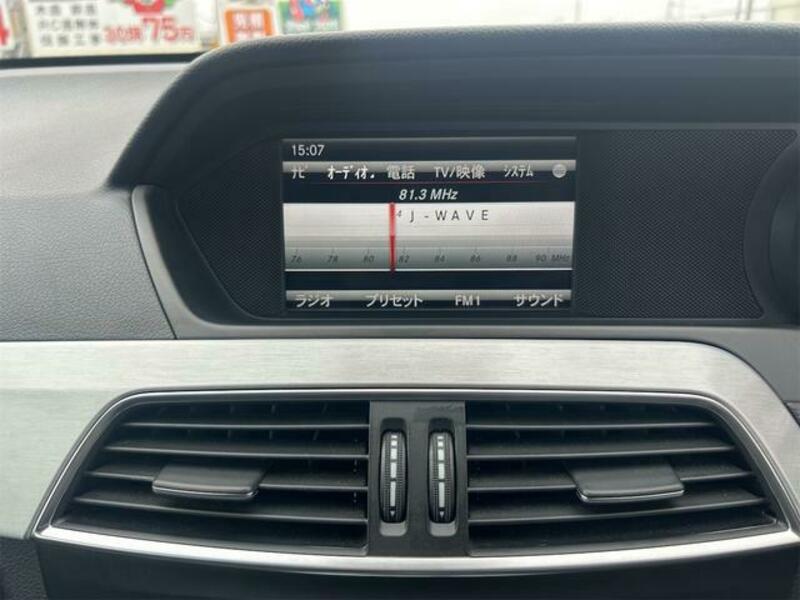 75万
15:07
ナビ オーディオ. 電話 TV/映像 システム
81.3 MHz
4 J-WAVE
76 78 80 82 84 86 88 90 MHz
ラジオ プリセット FM1 サウンド